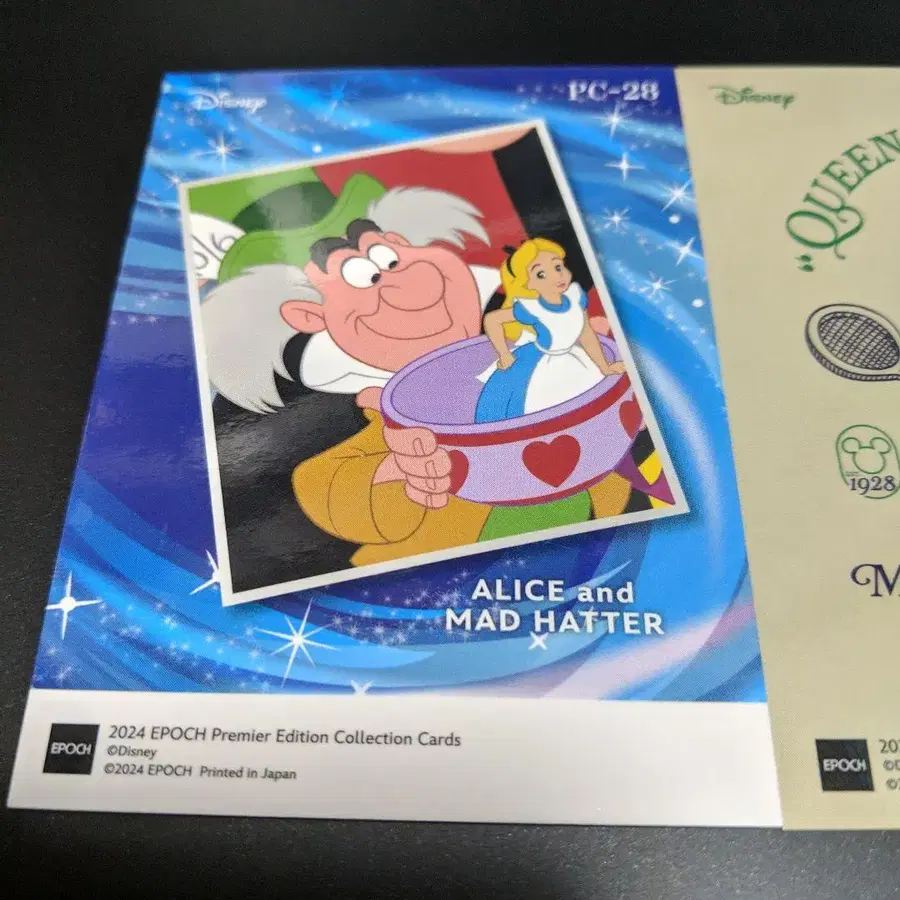 Disney
PC-28
ALICE and
MAD HATTER
EPOCH
2024 EPOCH Premier Edition Collection Cards
©Disney
©2024 EPOCH Printed in Japan
Disney
"QUEEN
1928
M
EPOCH